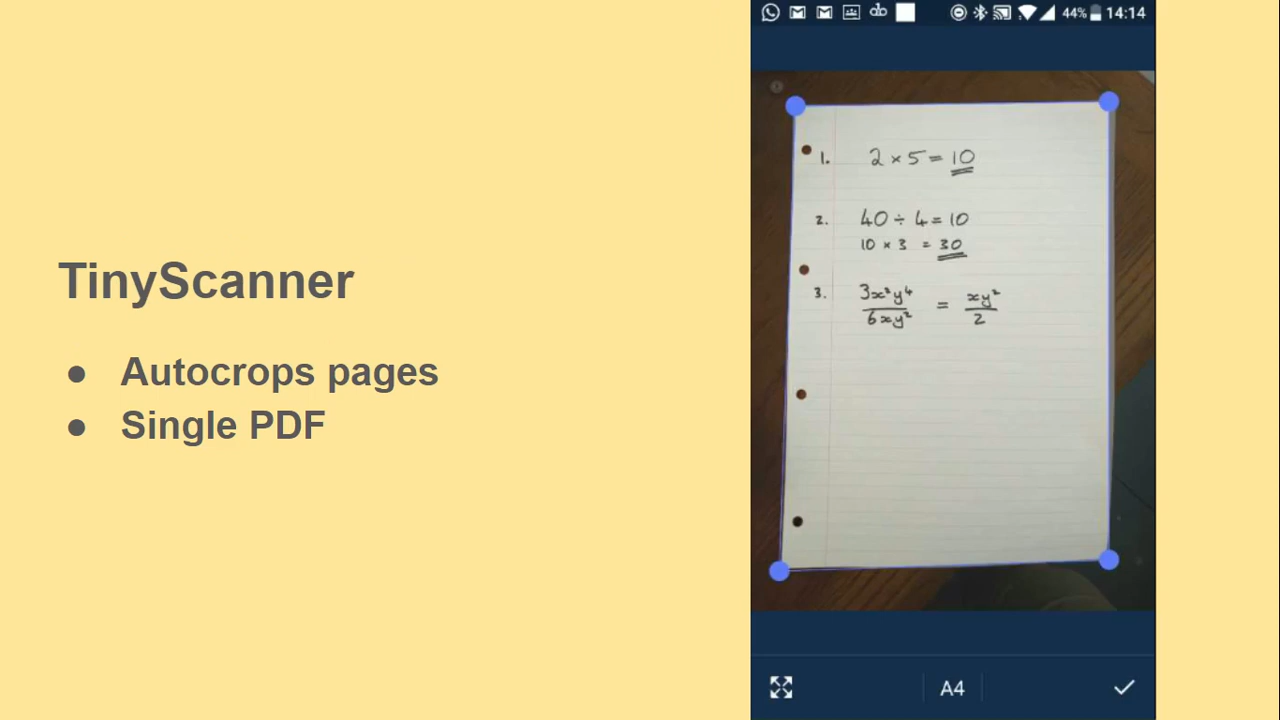 TinyScanner
● Autocrops pages
● Single PDF
44% 14:14
1. 2 × 5 = 10
2. 40 ÷ 4 = 10
10 × 3 = 30
3. 3x²y⁴ / 6xy² = xy² / 2
A4